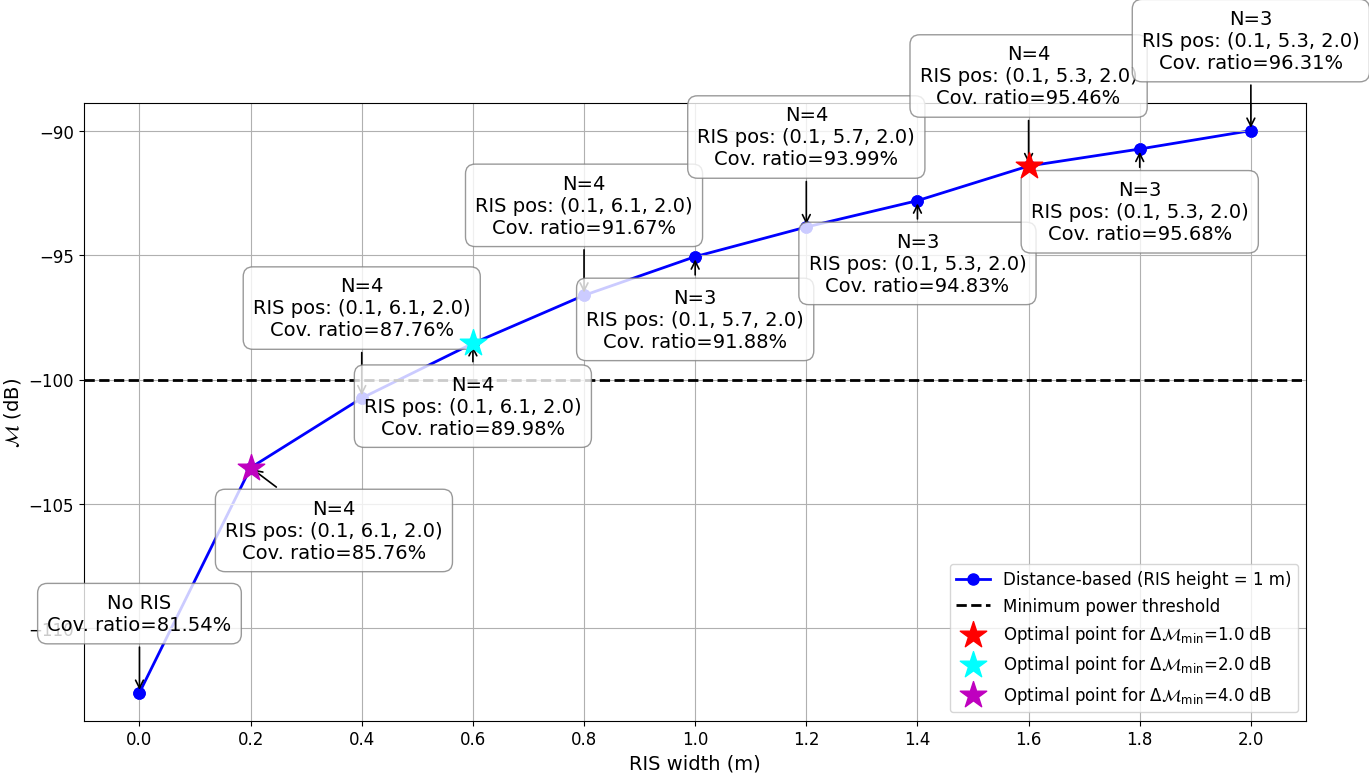 N=3
RIS pos: (0.1, 5.3, 2.0)
Cov. ratio=96.31%
N=4
RIS pos: (0.1, 5.3, 2.0)
Cov. ratio=95.46%
N=4
RIS pos: (0.1, 5.7, 2.0)
Cov. ratio=93.99%
N=4
RIS pos: (0.1, 6.1, 2.0)
Cov. ratio=91.67%
N=3
RIS pos: (0.1, 5.3, 2.0)
Cov. ratio=95.68%
N=3
RIS pos: (0.1, 5.3, 2.0)
Cov. ratio=94.83%
N=4
RIS pos: (0.1, 6.1, 2.0)
Cov. ratio=87.76%
N=3
RIS pos: (0.1, 5.7, 2.0)
Cov. ratio=91.88%
N=4
RIS pos: (0.1, 6.1, 2.0)
Cov. ratio=89.98%
N=4
RIS pos: (0.1, 6.1, 2.0)
Cov. ratio=85.76%
No RIS
Cov. ratio=81.54%
−90
−95
−100
−105
−110
ℳ (dB)
Distance-based (RIS height = 1 m)
Minimum power threshold
Optimal point for Δℳmin=1.0 dB
Optimal point for Δℳmin=2.0 dB
Optimal point for Δℳmin=4.0 dB
0.0 0.2 0.4 0.6 0.8 1.0 1.2 1.4 1.6 1.8 2.0
RIS width (m)